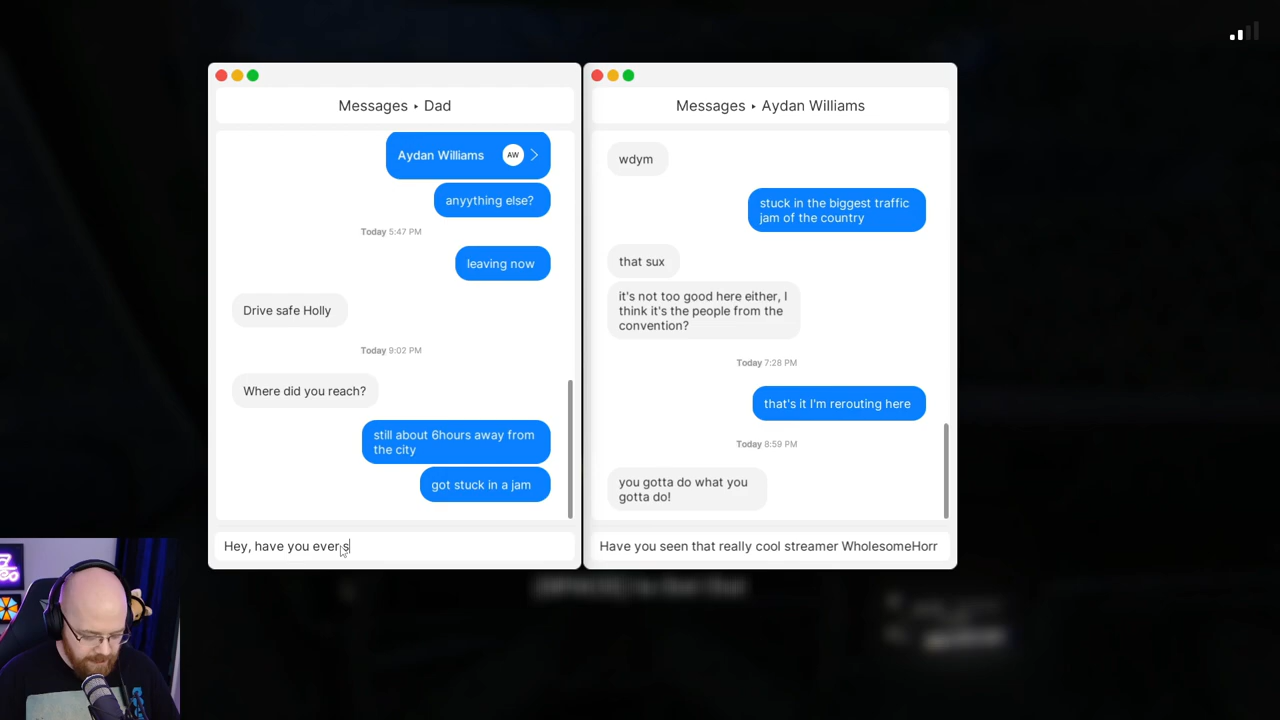 Messages ▸ Dad
Aydan Williams
AW
anyything else?
Today 5:47 PM
leaving now
Drive safe Holly
Today 9:02 PM
Where did you reach?
still about 6hours away from
the city
got stuck in a jam
Hey, have you ever s
Messages ▸ Aydan Williams
wdym
stuck in the biggest traffic
jam of the country
that sux
it's not too good here either, I
think it's the people from the
convention?
Today 7:28 PM
that's it I'm rerouting here
Today 8:59 PM
you gotta do what you
gotta do!
Have you seen that really cool streamer WholesomeHorr